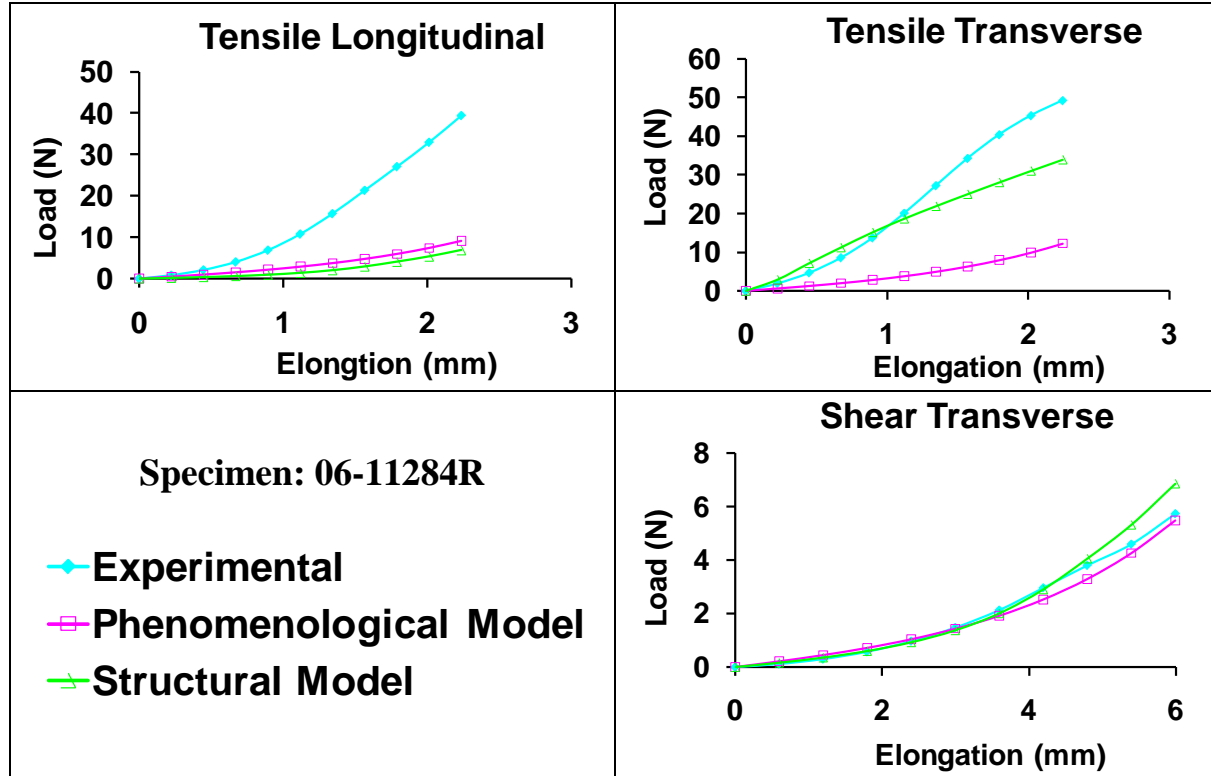 Tensile Longitudinal
50
40
30
20
10
0
Load (N)
0 1 2 3
Elongtion (mm)
Tensile Transverse
60
50
40
30
20
10
0
Load (N)
0 1 2 3
Elongation (mm)
Specimen: 06-11284R
Experimental
Phenomenological Model
Structural Model
Shear Transverse
8
6
4
2
0
Load (N)
0 2 4 6
Elongation (mm)